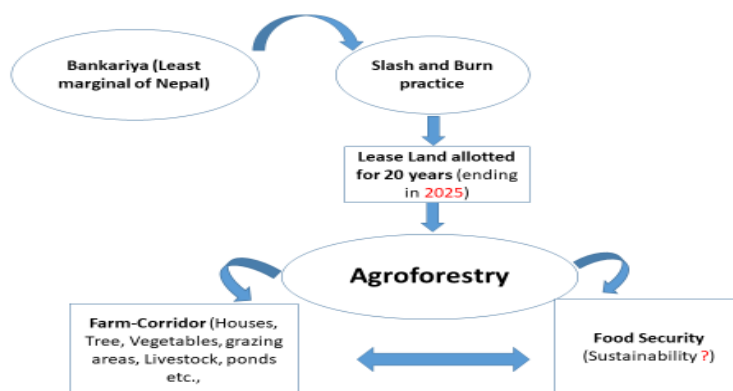 Bankariya (Least
marginal of Nepal)
Slash and Burn
practice
Lease Land allotted
for 20 years (ending
in 2025)
Agroforestry
Farm-Corridor (Houses,
Tree, Vegetables, grazing
areas, Livestock, ponds
etc.,
Food Security
(Sustainability ?)